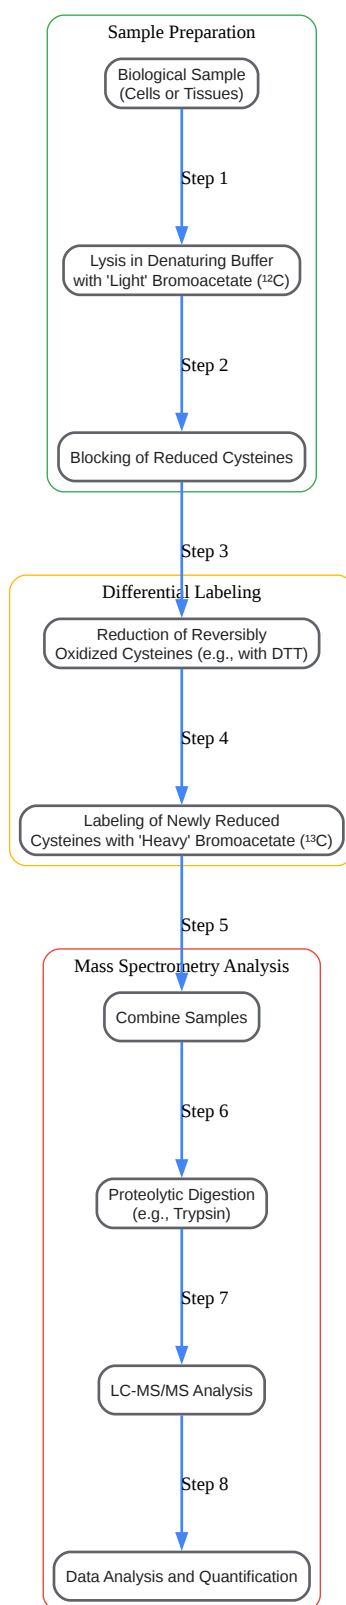 Sample Preparation
Biological Sample
(Cells or Tissues)
Step 1
Lysis in Denaturing Buffer
with 'Light' Bromoacetate (¹²C)
Step 2
Blocking of Reduced Cysteines
Step 3
Differential Labeling
Reduction of Reversibly
Oxidized Cysteines (e.g., with DTT)
Step 4
Labeling of Newly Reduced
Cysteines with 'Heavy' Bromoacetate (¹³C)
Step 5
Mass Spectrometry Analysis
Combine Samples
Step 6
Proteolytic Digestion
(e.g., Trypsin)
Step 7
LC-MS/MS Analysis
Step 8
Data Analysis and Quantification